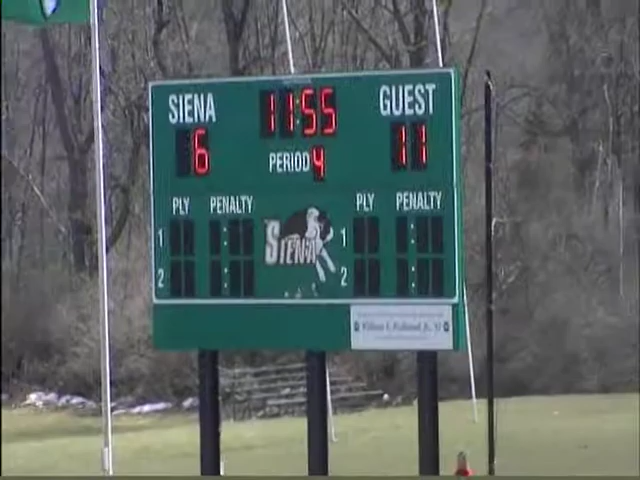 SIENA 11:55 GUEST
6 PERIOD 4 11
PLY PENALTY PLY PENALTY
1 SIENA 1
2 2